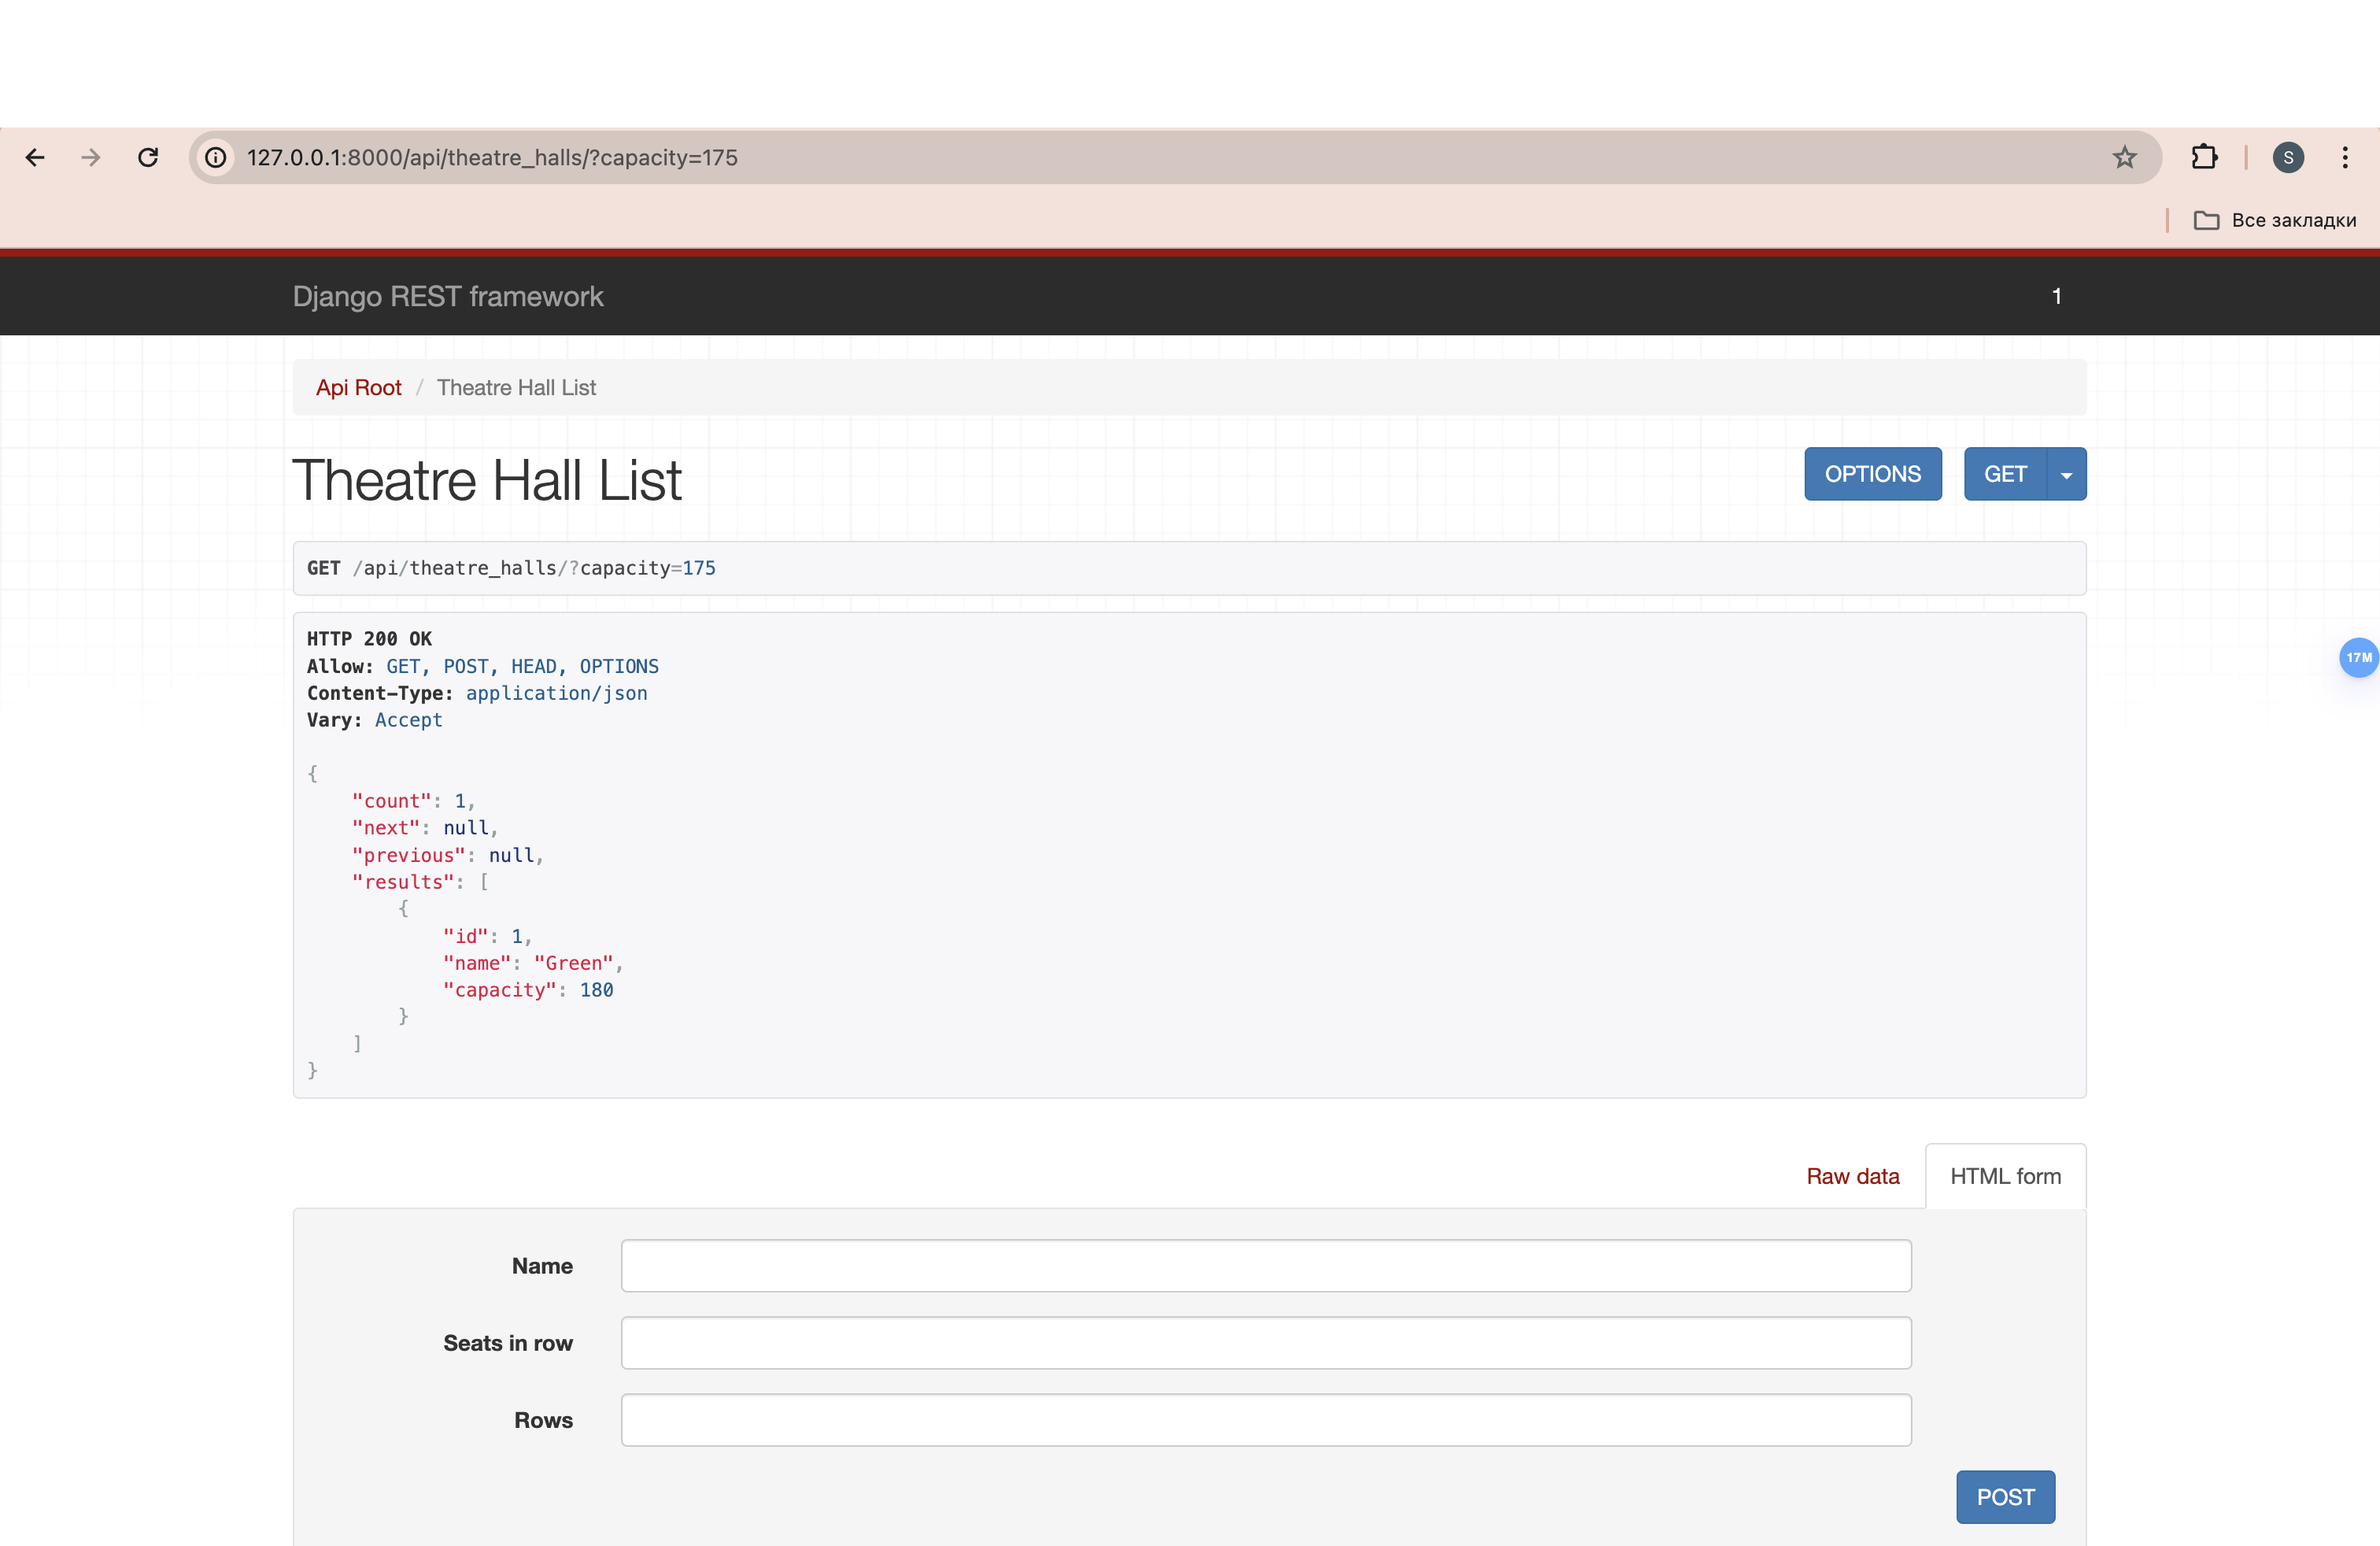 127.0.0.1:8000/api/theatre_halls/?capacity=175
S
Все закладки
Django REST framework
1
Api Root / Theatre Hall List
Theatre Hall List
OPTIONS
GET
GET /api/theatre_halls/?capacity=175
HTTP 200 OK
Allow: GET, POST, HEAD, OPTIONS
Content-Type: application/json
Vary: Accept
{
    "count": 1,
    "next": null,
    "previous": null,
    "results": [
        {
            "id": 1,
            "name": "Green",
            "capacity": 180
        }
    ]
}
17M
Raw data
HTML form
Name
Seats in row
Rows
POST